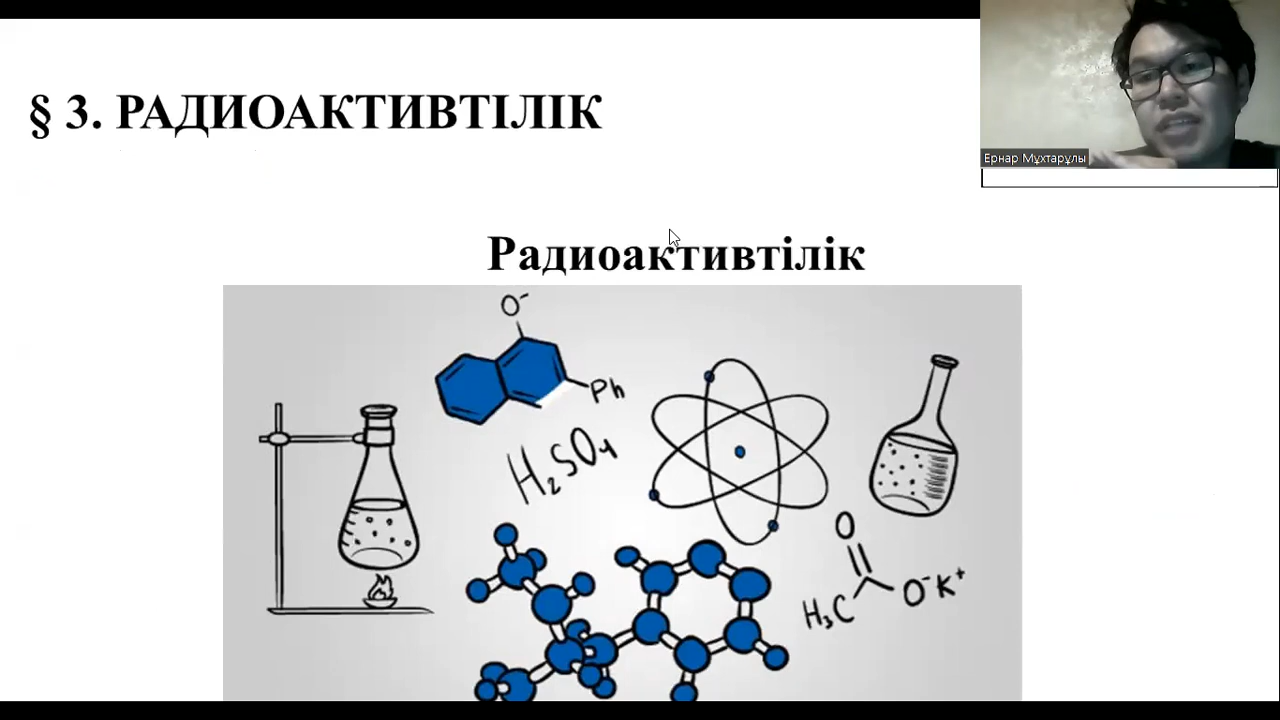 § 3. РАДИОАКТИВТІЛІК
Ернар Мұхтарұлы
Радиоактивтілік
O⁻
Ph
H₂SO₄
O
H₃C
O⁻K⁺